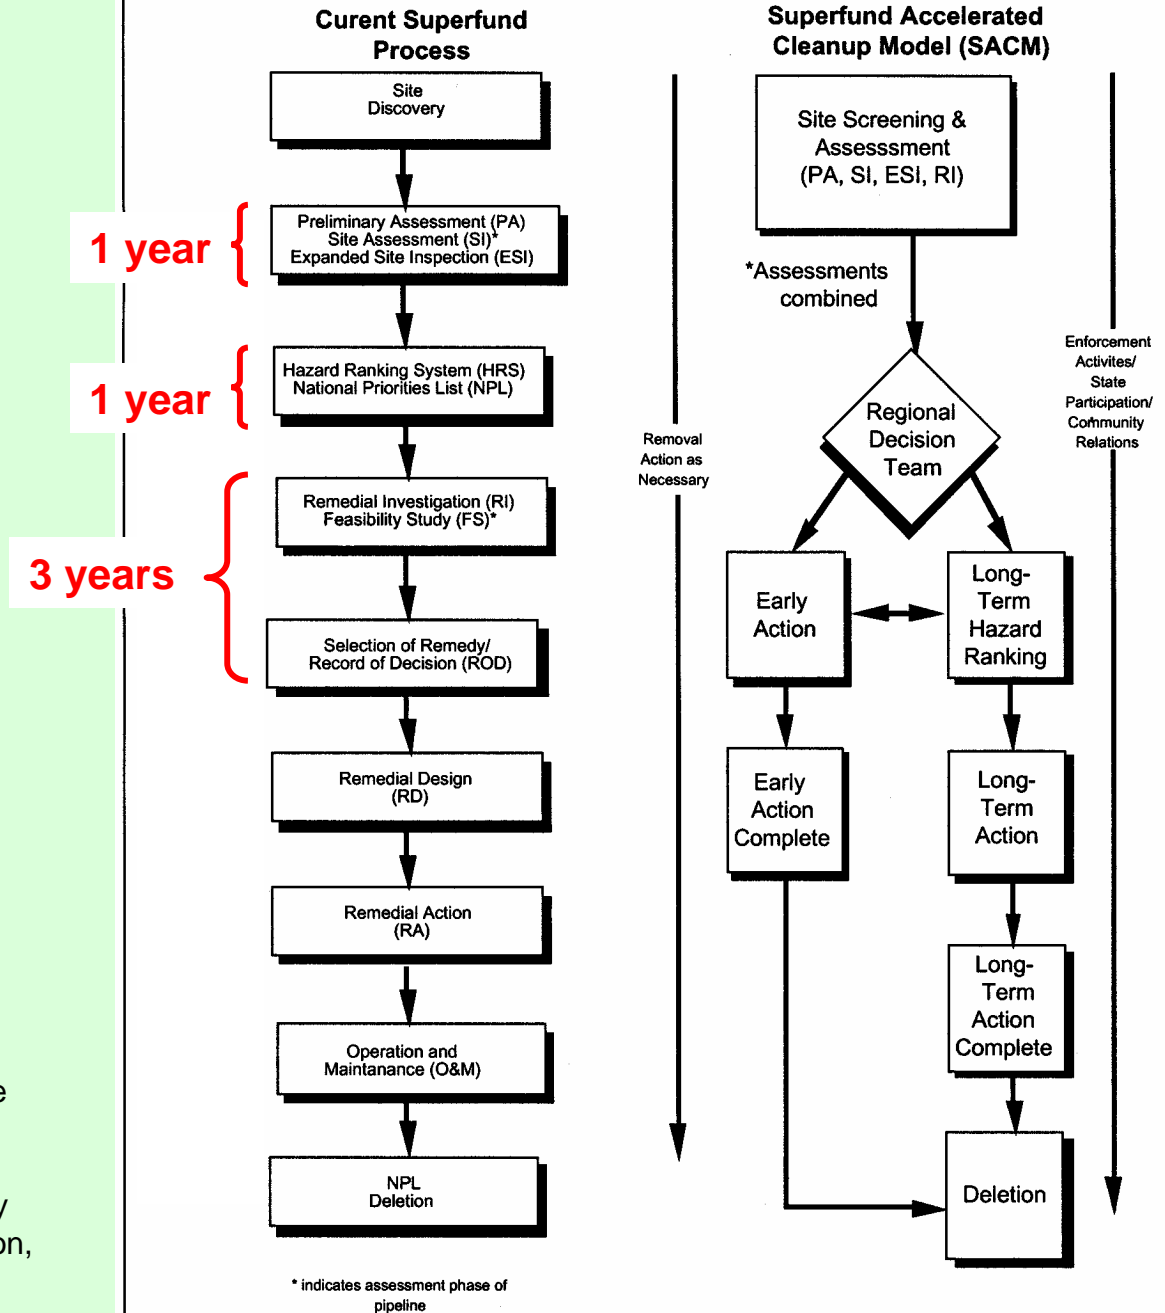 Curent Superfund
Process
Site
Discovery
1 year
Preliminary Assessment (PA)
Site Assessment (SI)*
Expanded Site Inspection (ESI)
1 year
Hazard Ranking System (HRS)
National Priorities List (NPL)
3 years
Remedial Investigation (RI)
Feasibility Study (FS)*
Selection of Remedy/
Record of Decision (ROD)
Remedial Design
(RD)
Remedial Action
(RA)
Operation and
Maintanance (O&M)
NPL
Deletion
* indicates assessment phase of
pipeline
Superfund Accelerated
Cleanup Model (SACM)
Site Screening &
Assesssment
(PA, SI, ESI, RI)
*Assessments
combined
Regional
Decision
Team
Removal
Action as
Necessary
Enforcement
Activites/
State
Participation/
Community
Relations
Early
Action
Long-
Term
Hazard
Ranking
Early
Action
Complete
Long-
Term
Action
Long-
Term
Action
Complete
Deletion
e
y
on,